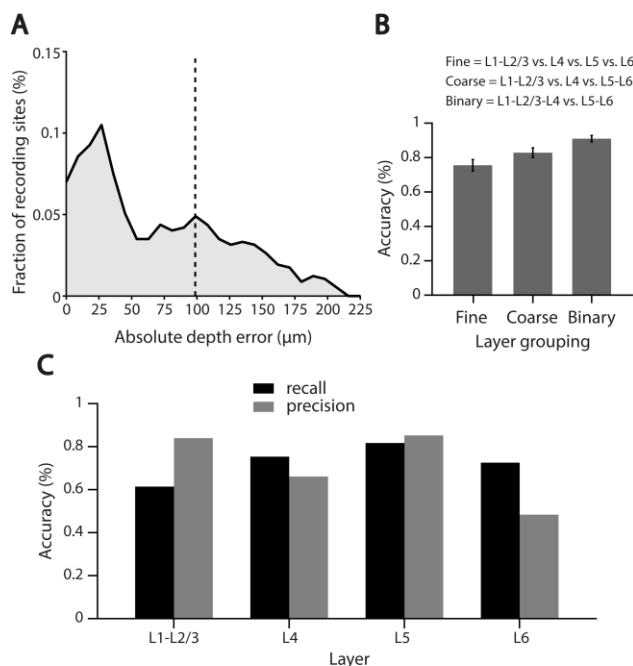 A
Fraction of recording sites (%)
0.15
0.1
0.05
0
0 25 50 75 100 125 150 175 200 225
Absolute depth error (μm)
B
Fine = L1-L2/3 vs. L4 vs. L5 vs. L6
Coarse = L1-L2/3 vs. L4 vs. L5-L6
Binary = L1-L2/3-L4 vs. L5-L6
Accuracy (%)
1
0.8
0.6
0.4
0.2
0
Fine Coarse Binary
Layer grouping
C
recall
precision
Accuracy (%)
1
0.8
0.6
0.4
0.2
0
L1-L2/3 L4 L5 L6
Layer